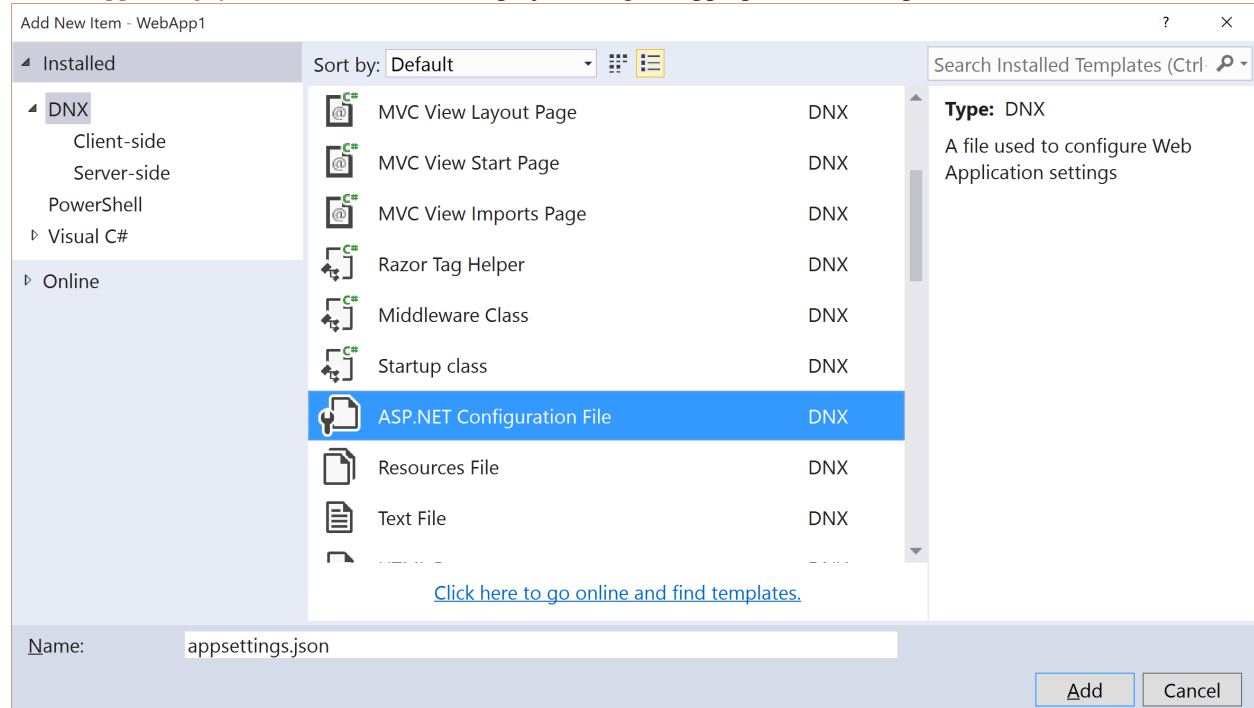 Add New Item - WebApp1
? ×
Installed
Sort by: Default
Search Installed Templates (Ctrl-
DNX
Client-side
Server-side
PowerShell
Visual C#
Online
MVC View Layout Page DNX
MVC View Start Page DNX
MVC View Imports Page DNX
Razor Tag Helper DNX
Middleware Class DNX
Startup class DNX
ASP.NET Configuration File DNX
Resources File DNX
Text File DNX
Click here to go online and find templates.
Type: DNX
A file used to configure Web
Application settings
Name: appsettings.json
Add Cancel